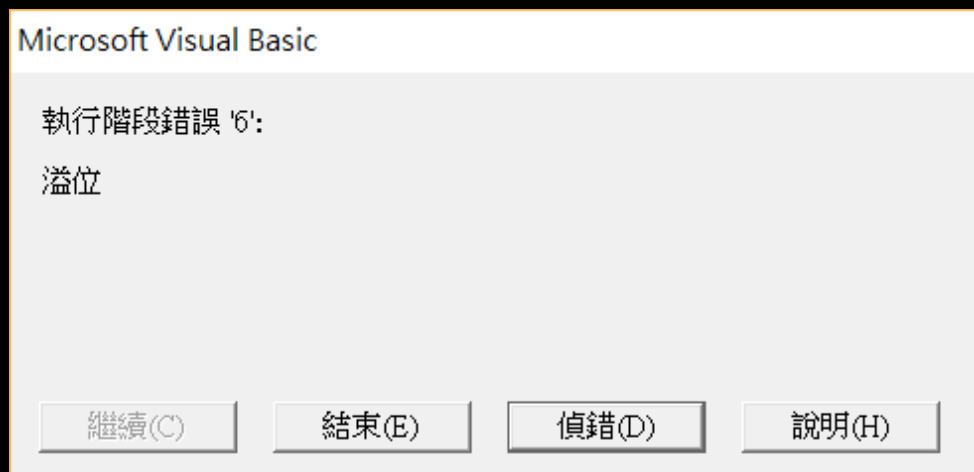 Microsoft Visual Basic
執行階段錯誤 '6':
溢位
繼續(C)
結束(E)
偵錯(D)
說明(H)